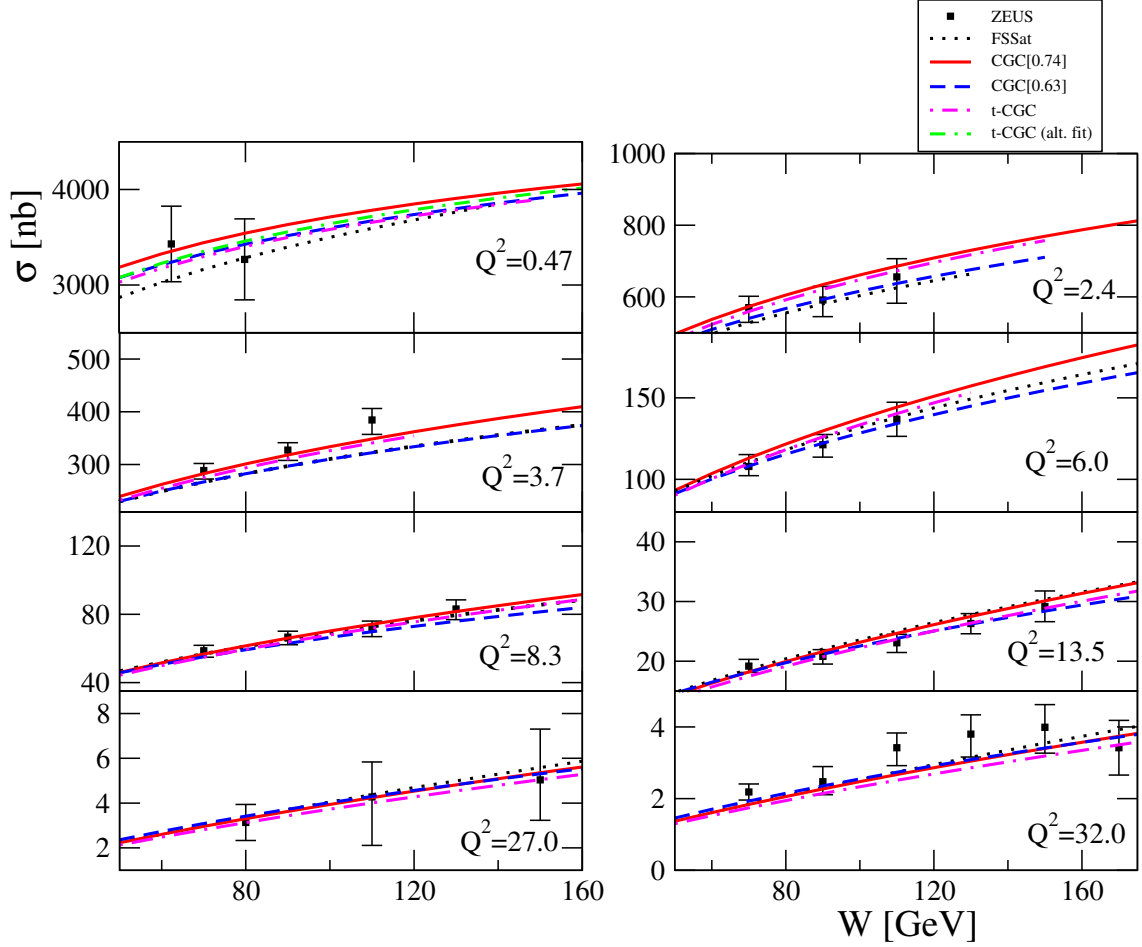 ZEUS
FSSat
CGC[0.74]
CGC[0.63]
t-CGC
t-CGC (alt. fit)
σ [nb]
4000
3000
Q²=0.47
1000
800
600
Q²=2.4
500
400
300
Q²=3.7
150
100
Q²=6.0
120
80
40
Q²=8.3
40
30
20
Q²=13.5
8
6
4
2
Q²=27.0
80
120
160
4
2
0
Q²=32.0
80
120
160
W [GeV]